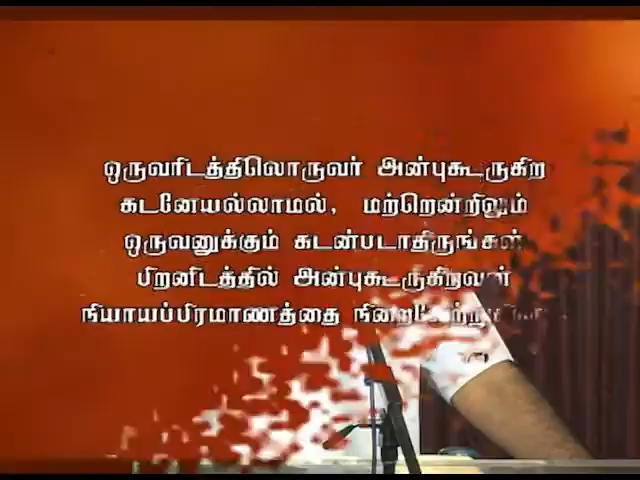 ஒருவரிடத்திலொருவர் அன்புகூருகிற
கடனேயல்லாமல், மற்றொன்றிலும்
ஒருவனுக்கும் கடன்படாதிருங்கள்
பிறனிடத்தில் அன்புகூருகிறவன்
நியாயப்பிரமாணத்தை